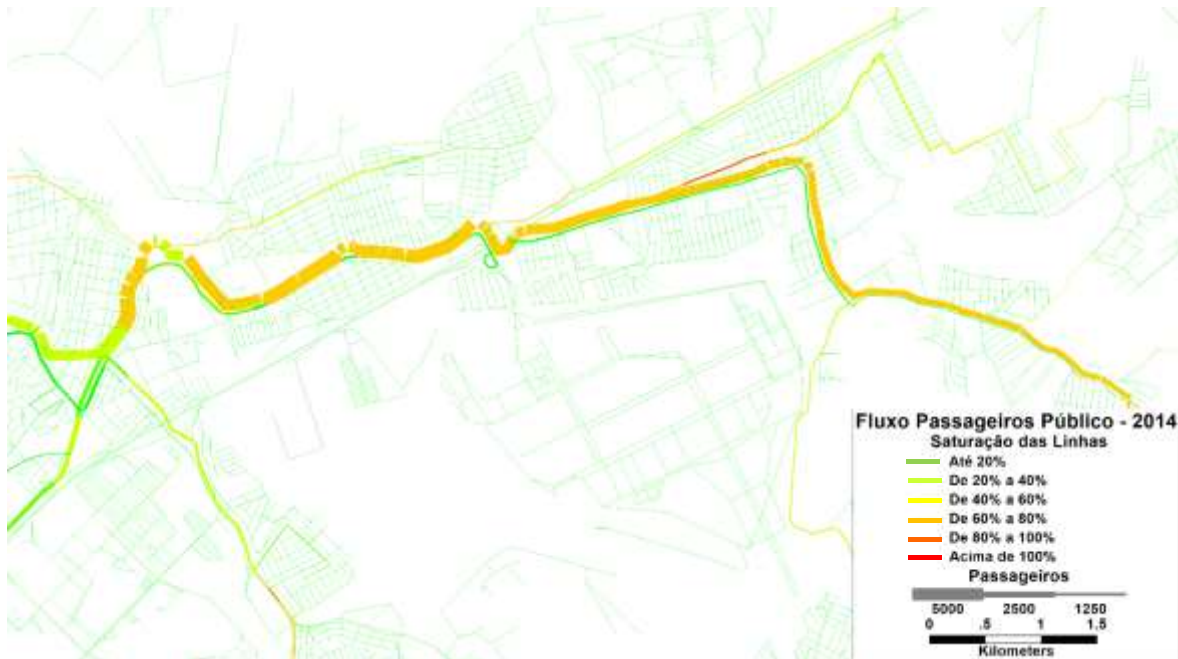 Fluxo Passageiros Público - 2014
Saturação das Linhas
Até 20%
De 20% a 40%
De 40% a 60%
De 60% a 80%
De 80% a 100%
Acima de 100%
Passageiros
5000 2500 1250
0 .5 1 1.5
Kilometers